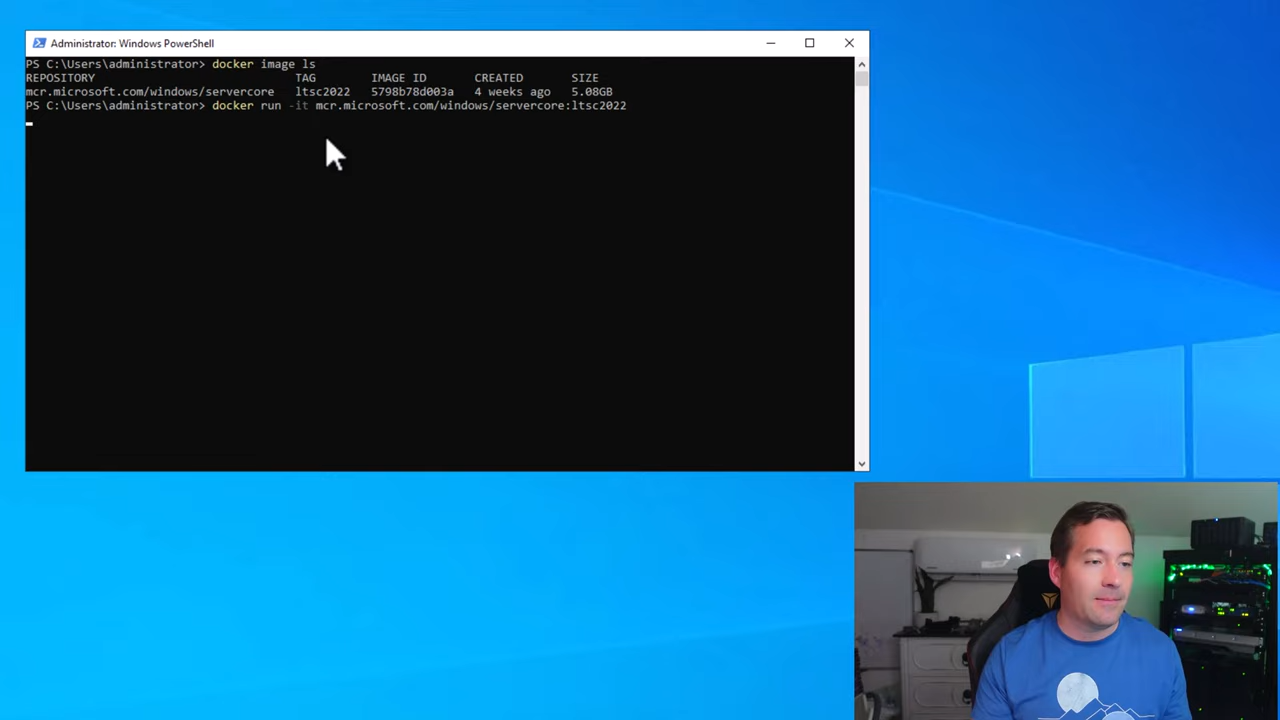 Administrator: Windows PowerShell
PS C:\Users\administrator> docker image ls
REPOSITORY TAG IMAGE ID CREATED SIZE
mcr.microsoft.com/windows/servercore ltsc2022 5798b78d003a 4 weeks ago 5.08GB
PS C:\Users\administrator> docker run -it mcr.microsoft.com/windows/servercore:ltsc2022